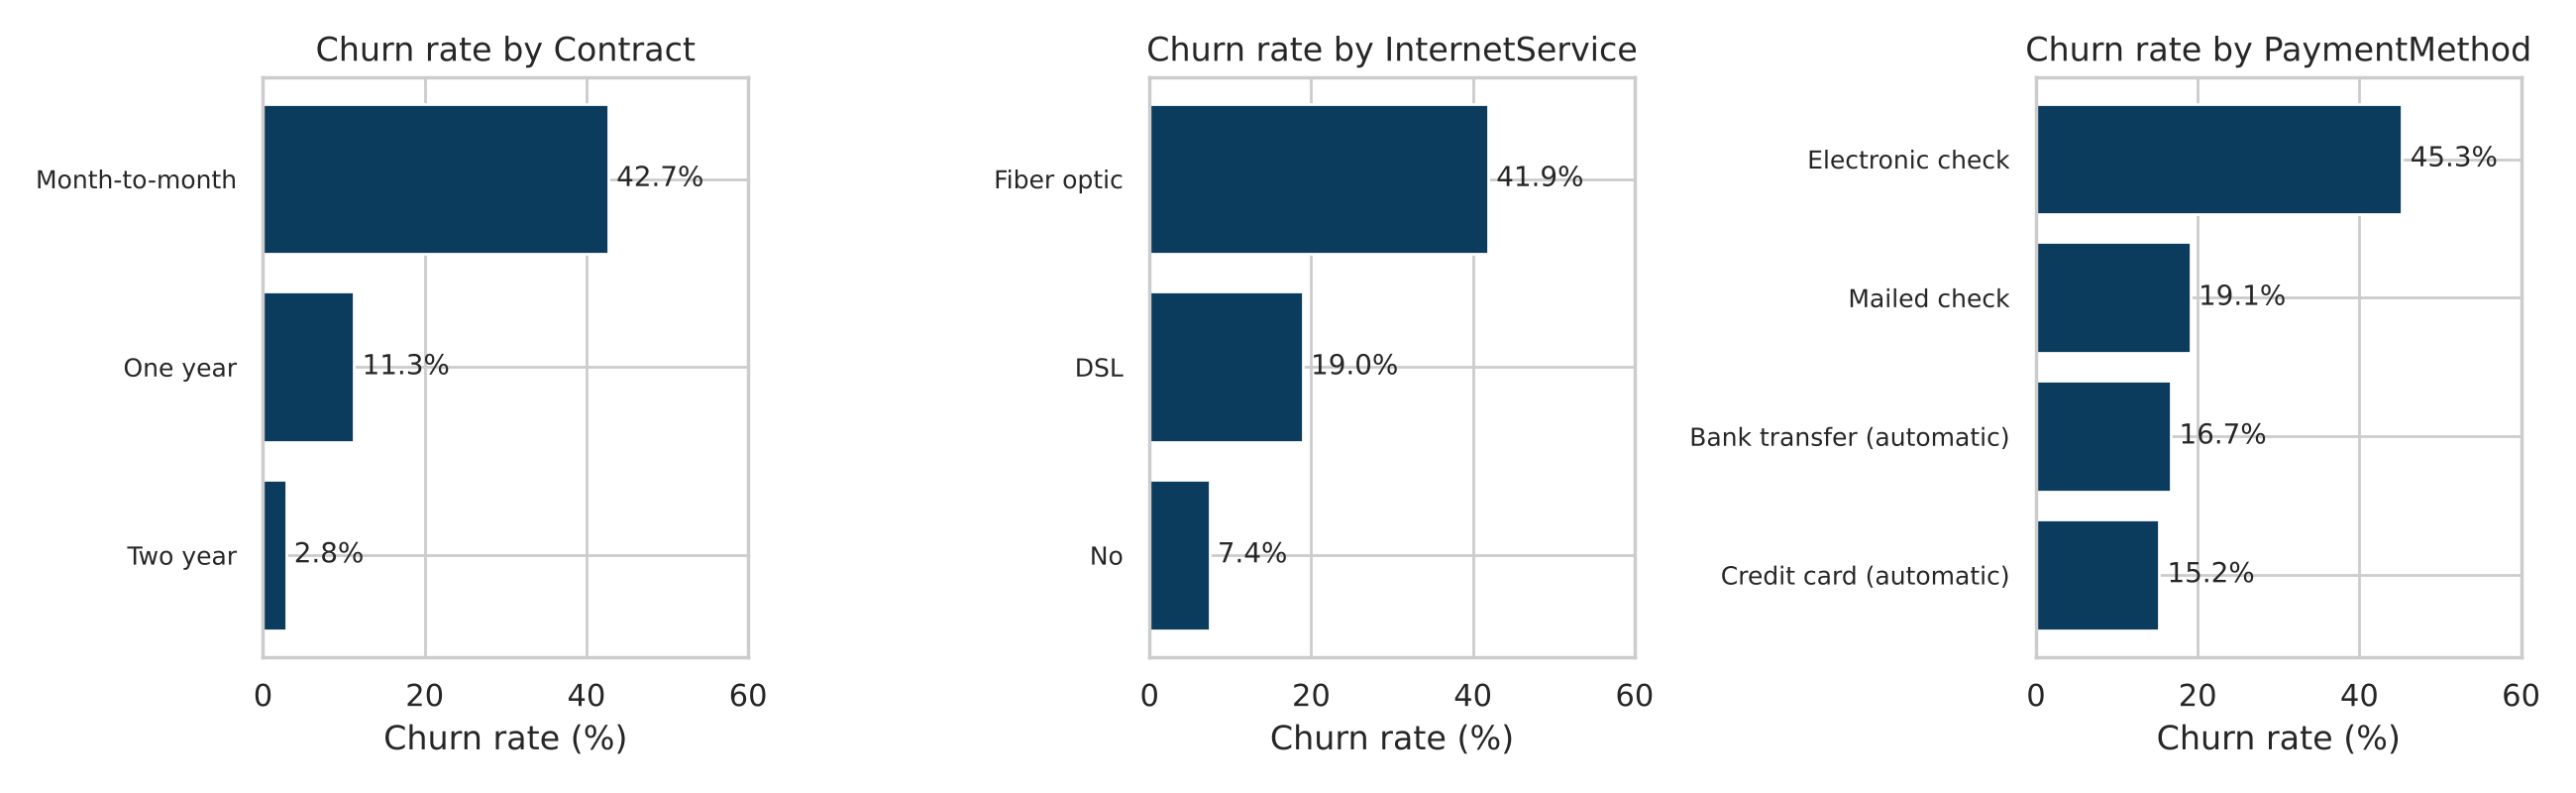 Churn rate by Contract
Month-to-month
42.7%
One year
11.3%
Two year
2.8%
0 20 40 60
Churn rate (%)
Churn rate by InternetService
Fiber optic
41.9%
DSL
19.0%
No
7.4%
0 20 40 60
Churn rate (%)
Churn rate by PaymentMethod
Electronic check
45.3%
Mailed check
19.1%
Bank transfer (automatic)
16.7%
Credit card (automatic)
15.2%
0 20 40 60
Churn rate (%)